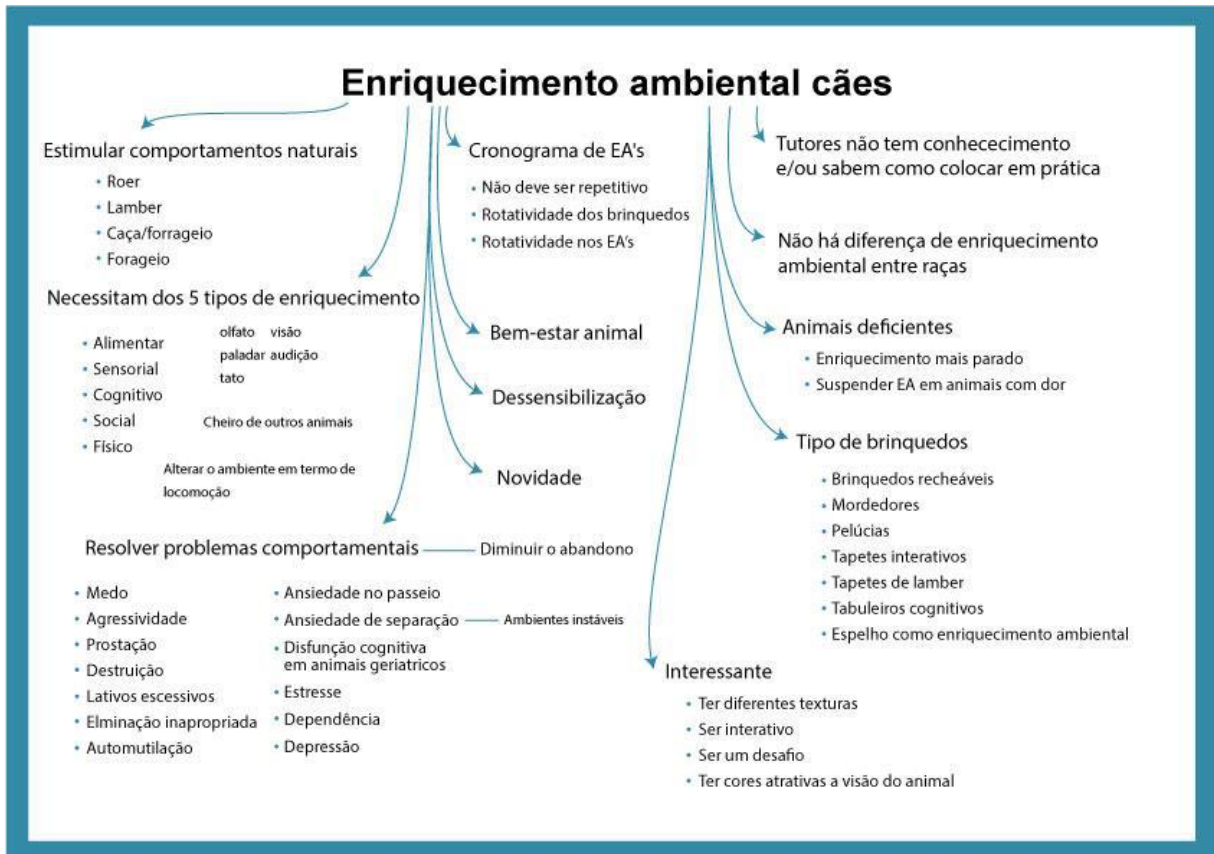 Enriquecimento ambiental cães
Estimular comportamentos naturais
• Roer
• Lamber
• Caça/forrageio
• Forageio
Necessitam dos 5 tipos de enriquecimento
• Alimentar
• Sensorial
• Cognitivo
• Social
• Físico
olfato visão
paladar audição
tato
Cheiro de outros animais
Alterar o ambiente em termo de
locomoção
Resolver problemas comportamentais
Diminuir o abandono
• Medo
• Agressividade
• Prostação
• Destruição
• Lativos escessivos
• Elminação inapropriada
• Automutilação
• Ansiedade no passeio
• Ansiedade de separação
Ambientes instáveis
• Disfunção cognitiva
em animais geriatricos
• Estresse
• Dependência
• Depressão
Cronograma de EA's
• Não deve ser repetitivo
• Rotatividade dos brinquedos
• Rotatividade nos EA's
Bem-estar animal
Dessensibilização
Novidade
Tutores não tem conhececimento
e/ou sabem como colocar em prática
Não há diferença de enriquecimento
ambiental entre raças
Animais deficientes
• Enriquecimento mais parado
• Suspender EA em animais com dor
Tipo de brinquedos
• Brinquedos recheáveis
• Mordedores
• Pelúcias
• Tapetes interativos
• Tapetes de lamber
• Tabuleiros cognitivos
• Espelho como enriquecimento ambiental
Interessante
• Ter diferentes texturas
• Ser interativo
• Ser um desafio
• Ter cores atrativas a visão do animal